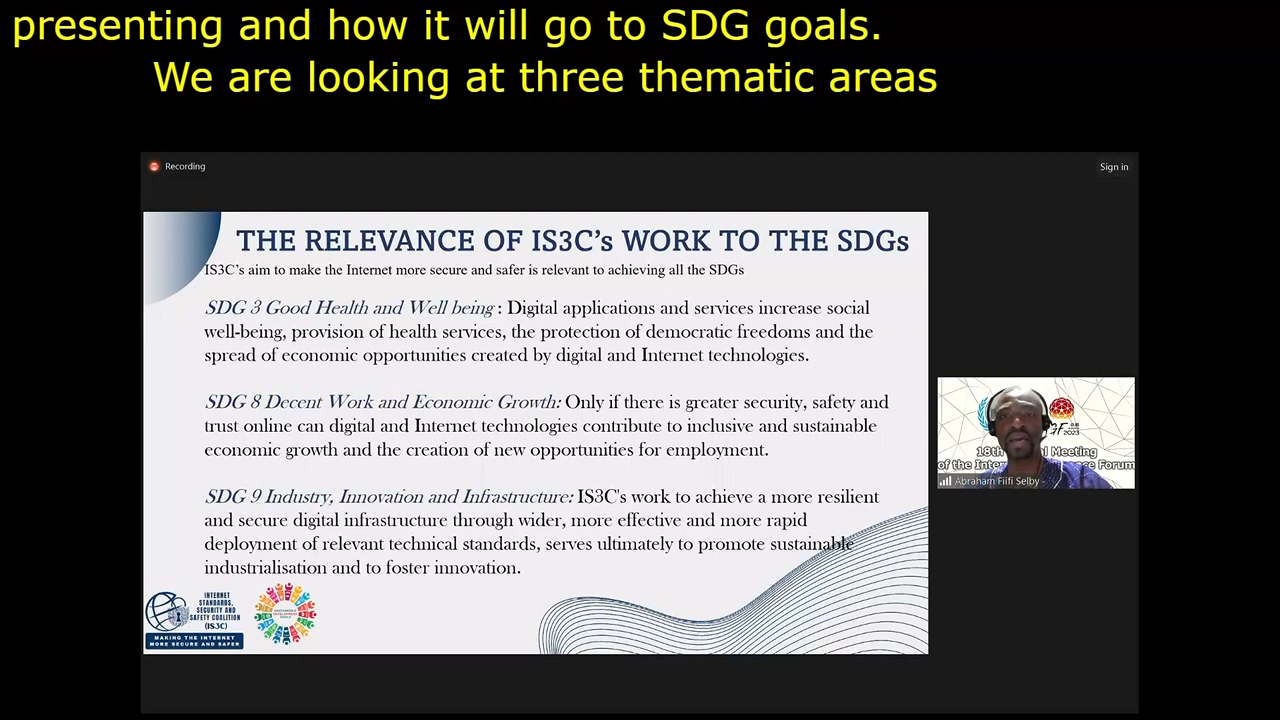 presenting and how it will go to SDG goals.
We are looking at three thematic areas
Recording
Sign in
THE RELEVANCE OF IS3C's WORK TO THE SDGs
IS3C's aim to make the Internet more secure and safer is relevant to achieving all the SDGs
SDG 3 Good Health and Well being : Digital applications and services increase social
well-being, provision of health services, the protection of democratic freedoms and the
spread of economic opportunities created by digital and Internet technologies.
SDG 8 Decent Work and Economic Growth: Only if there is greater security, safety and
trust online can digital and Internet technologies contribute to inclusive and sustainable
economic growth and the creation of new opportunities for employment.
SDG 9 Industry, Innovation and Infrastructure: IS3C's work to achieve a more resilient
and secure digital infrastructure through wider, more effective and more rapid
deployment of relevant technical standards, serves ultimately to promote sustainable
industrialisation and to foster innovation.
INTERNET
STANDARDS,
SECURITY AND
SAFETY COALITION
(IS3C)
MAKING THE INTERNET
MORE SECURE AND SAFER
SUSTAINABLE
DEVELOPMENT
GOALS
2023
18th Meeting
of the Inter Forum
Abraham Fiifi Selby